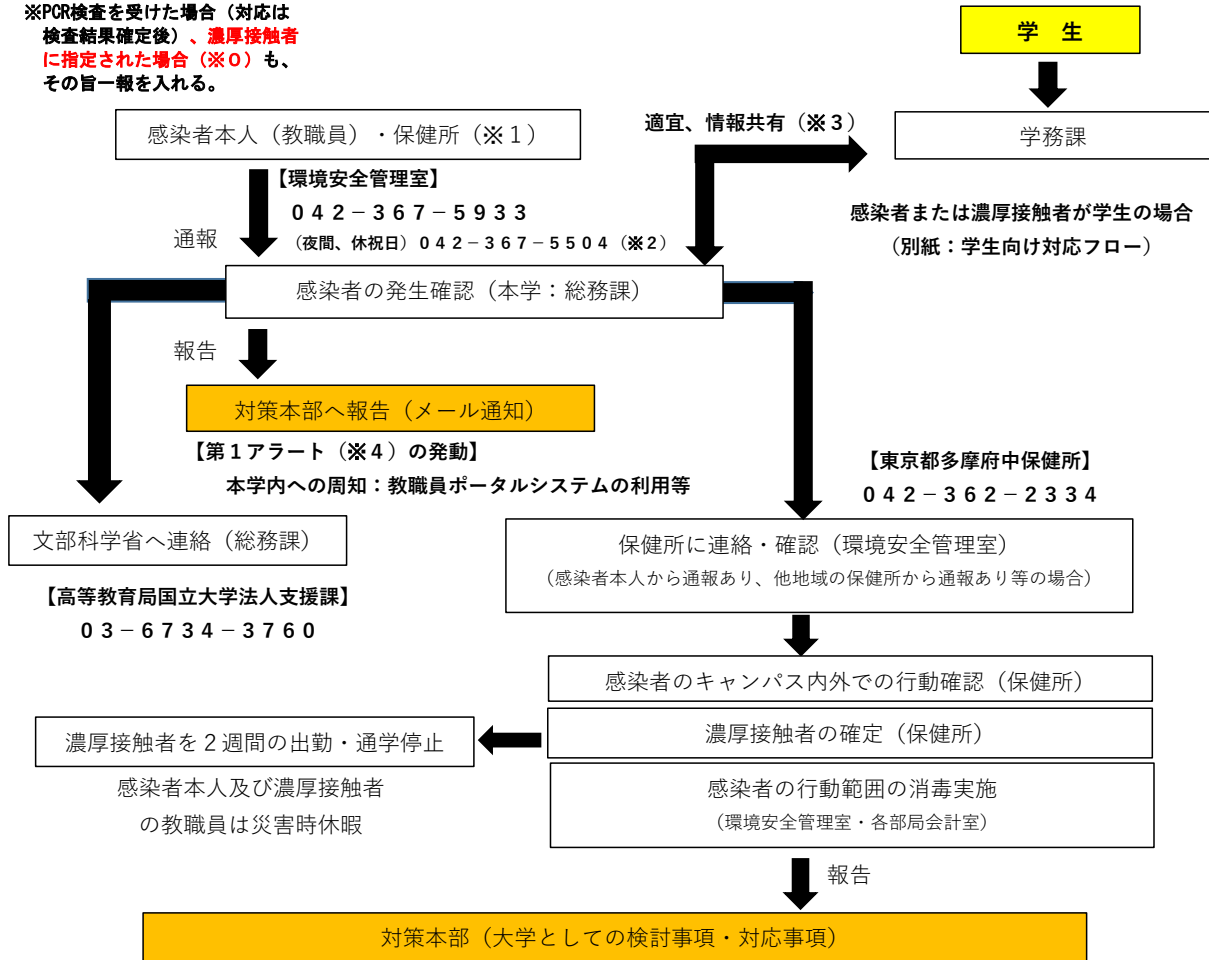 ※PCR検査を受けた場合（対応は
検査結果確定後）、濃厚接触者
に指定された場合（※０）も、
その旨一報を入れる。
学　生
感染者本人（教職員）・保健所（※１）
適宜、情報共有（※３）
学務課
【環境安全管理室】
０４２－３６７－５９３３
通報
（夜間、休祝日）０４２－３６７－５５０４（※２）
感染者または濃厚接触者が学生の場合
（別紙：学生向け対応フロー）
感染者の発生確認（本学：総務課）
報告
対策本部へ報告（メール通知）
【第１アラート（※４）の発動】
本学内への周知：教職員ポータルシステムの利用等
【東京都多摩府中保健所】
０４２－３６２－２３３４
文部科学省へ連絡（総務課）
【高等教育局国立大学法人支援課】
０３－６７３４－３７６０
保健所に連絡・確認（環境安全管理室）
（感染者本人から通報あり、他地域の保健所から通報あり等の場合）
感染者のキャンパス内外での行動確認（保健所）
濃厚接触者の確定（保健所）
濃厚接触者を２週間の出勤・通学停止
感染者本人及び濃厚接触者
の教職員は災害時休暇
感染者の行動範囲の消毒実施
（環境安全管理室・各部局会計室）
報告
対策本部（大学としての検討事項・対応事項）